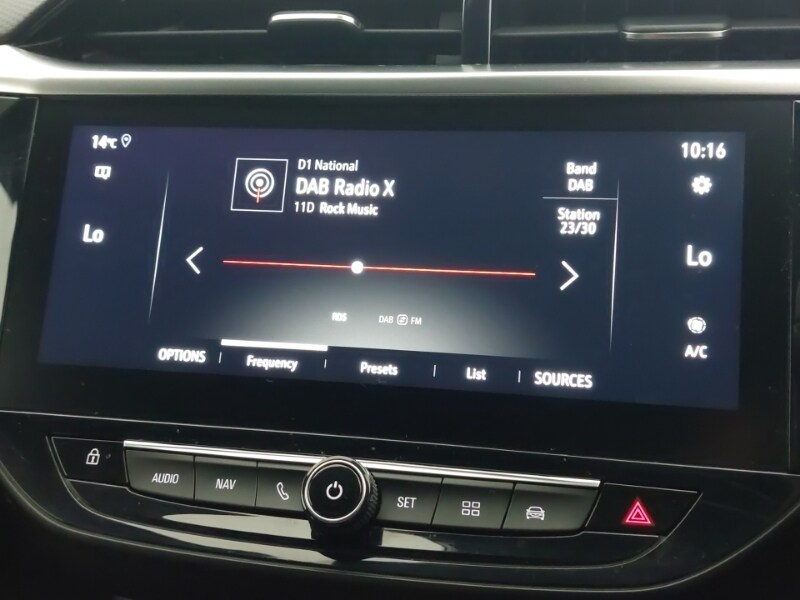 14°C
10:16
D1 National
DAB Radio X
11D Rock Music
Band
DAB
Station
23/30
Lo
Lo
RDS
DAB FM
A/C
OPTIONS
Frequency
Presets
List
SOURCES
AUDIO
NAV
SET